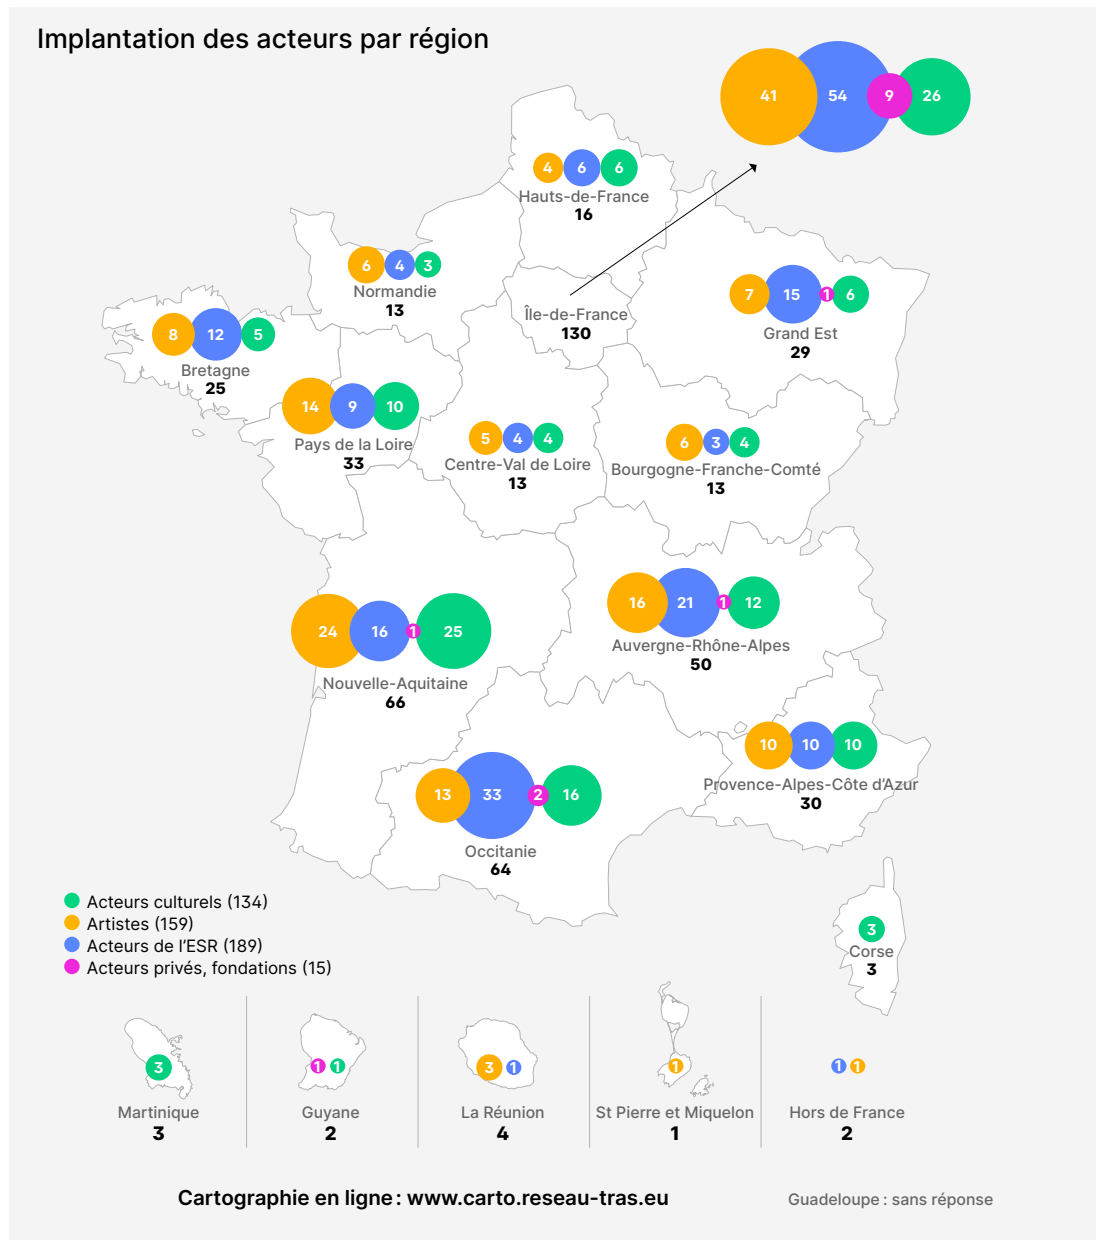 Implantation des acteurs par région
41 54 9 26
4 6 6
Hauts-de-France
16
6 4 3
Normandie
13
Île-de-France
130
7 15 1 6
Grand Est
29
8 12 5
Bretagne
25
14 9 10
Pays de la Loire
33
5 4 4
Centre-Val de Loire
13
6 3 4
Bourgogne-Franche-Comté
13
24 16 1 25
Nouvelle-Aquitaine
66
16 21 1 12
Auvergne-Rhône-Alpes
50
10 10 10
Provence-Alpes-Côte d'Azur
30
13 33 2 16
Occitanie
64
Acteurs culturels (134)
Artistes (159)
Acteurs de l'ESR (189)
Acteurs privés, fondations (15)
3
Corse
3
3
Martinique
3
1 1
Guyane
2
3 1
La Réunion
4
1
St Pierre et Miquelon
1
1 1
Hors de France
2
Cartographie en ligne : www.carto.reseau-tras.eu
Guadeloupe : sans réponse